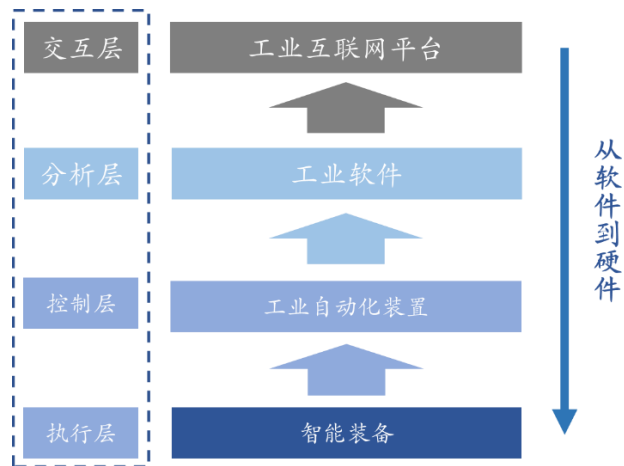 交互层
工业互联网平台
分析层
工业软件
控制层
工业自动化装置
执行层
智能装备
从软件到硬件